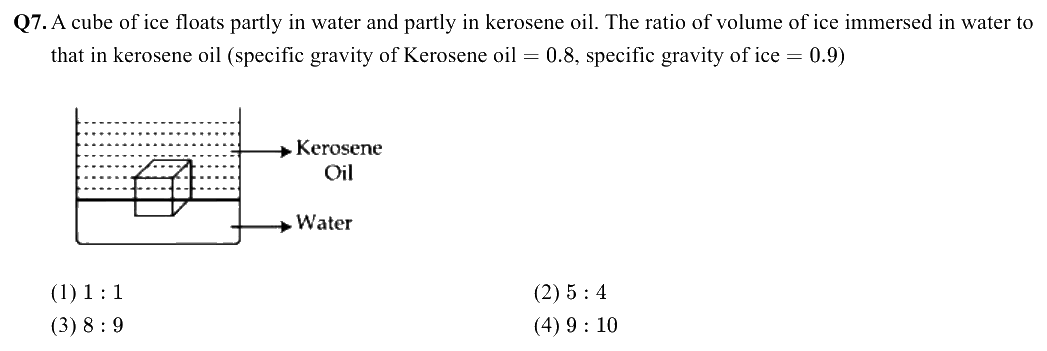 Q7. A cube of ice floats partly in water and partly in kerosene oil. The ratio of volume of ice immersed in water to
that in kerosene oil (specific gravity of Kerosene oil = 0.8, specific gravity of ice = 0.9)
Kerosene
Oil
Water
(1) 1 : 1
(2) 5 : 4
(3) 8 : 9
(4) 9 : 10